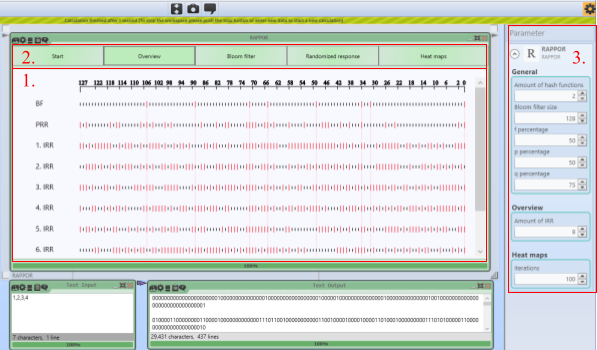 Calculation finished after 1 second (To stop the workspace please push the stop button or enter new data to start a new calculation)
RAPPOR
2.
Start Overview Bloom filter Randomized response Heat maps
1.
127 122 118 114 110 106 102 98 94 90 86 82 78 74 70 66 62 58 54 50 46 42 38 34 30 26 22 18 14 10 6 2 0
BF
PRR
1. IRR
2. IRR
3. IRR
4. IRR
5. IRR
6. IRR
100%
RAPPOR
Text Input
1,2,3,4
7 characters, 1 line
100%
Text Output
29,431 characters, 437 lines
100%
Parameter
3.
R RAPPOR
RAPPOR
General
Amount of hash functions
2
Bloom filter size
128
f percentage
50
p percentage
50
q percentage
75
Overview
Amount of IRR
8
Heat maps
Iterations
100